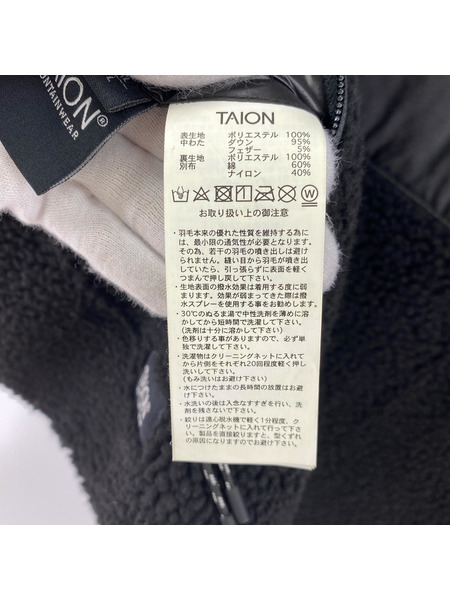 TAION®
MOUNTAINWEAR
L
TAION
表生地 ポリエステル 100%
中わた ダウン 95%
フェザー 5%
裏生地 ポリエステル 100%
別布 綿 60%
ナイロン 40%
W
お取り扱い上の御注意
・羽毛本来の優れた性質を維持する為に
は、最小限の通気性が必要となります。
その為、若干の羽毛の噴き出しは避け
られません。縫い目から羽毛が噴き出
していたら、引っ張らずに表面を軽く
つまんで押し戻して下さい。
・生地表面の撥水効果は着用する度に弱
まります。効果が弱まってきた際は撥
水スプレーを使用して下さい。
・30℃のぬるま湯で中性洗剤を薄めに溶
かしてから短時間で洗濯して下さい。
(洗剤は十分に溶かして下さい)
・色移りする事がありますので、必ず単
独で洗濯して下さい。
・洗濯物はクリーニングネットに入れて
から片側をそれぞれ20回程度軽く押し
洗いして下さい。
(もみ洗いはお避け下さい)
・水につけたままの長時間の放置はお避
け下さい。
・水洗いの後は入念なすすぎを行い、洗
剤を残さないで下さい。
・絞りは遠心脱水機で軽く1分程度、ク
リーニングネットに入れて行って下さ
い。製品を直接絞りますと、型くずれ
の原因になりますのでお避け下さい